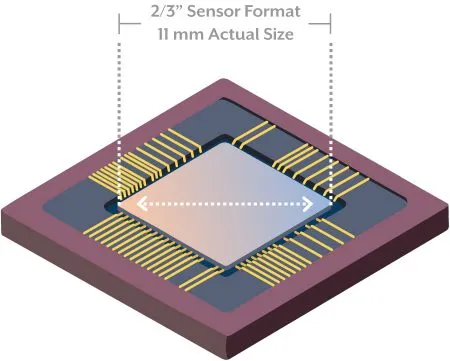 2/3” Sensor Format
11 mm Actual Size